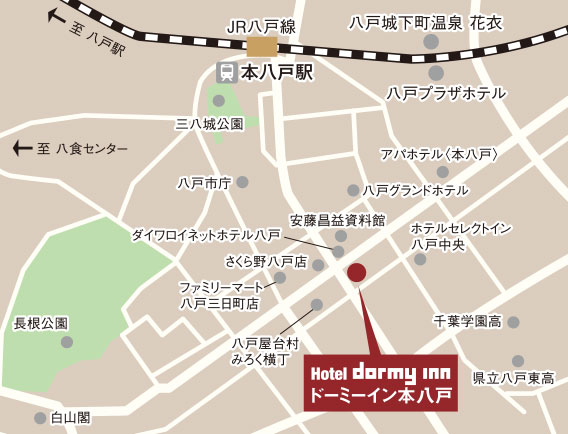 JR八戸線
八戸城下町温泉 花衣
至 八戸駅
本八戸駅
八戸プラザホテル
三八城公園
至 八食センター
アパホテル〈本八戸〉
八戸市庁
八戸グランドホテル
安藤昌益資料館
ダイワロイネットホテル八戸
ホテルセレクトイン
八戸中央
さくら野八戸店
ファミリーマート
八戸三日町店
長根公園
千葉学園高
八戸屋台村
みろく横丁
Hotel dormy inn
ドーミーイン本八戸
県立八戸東高
白山閣